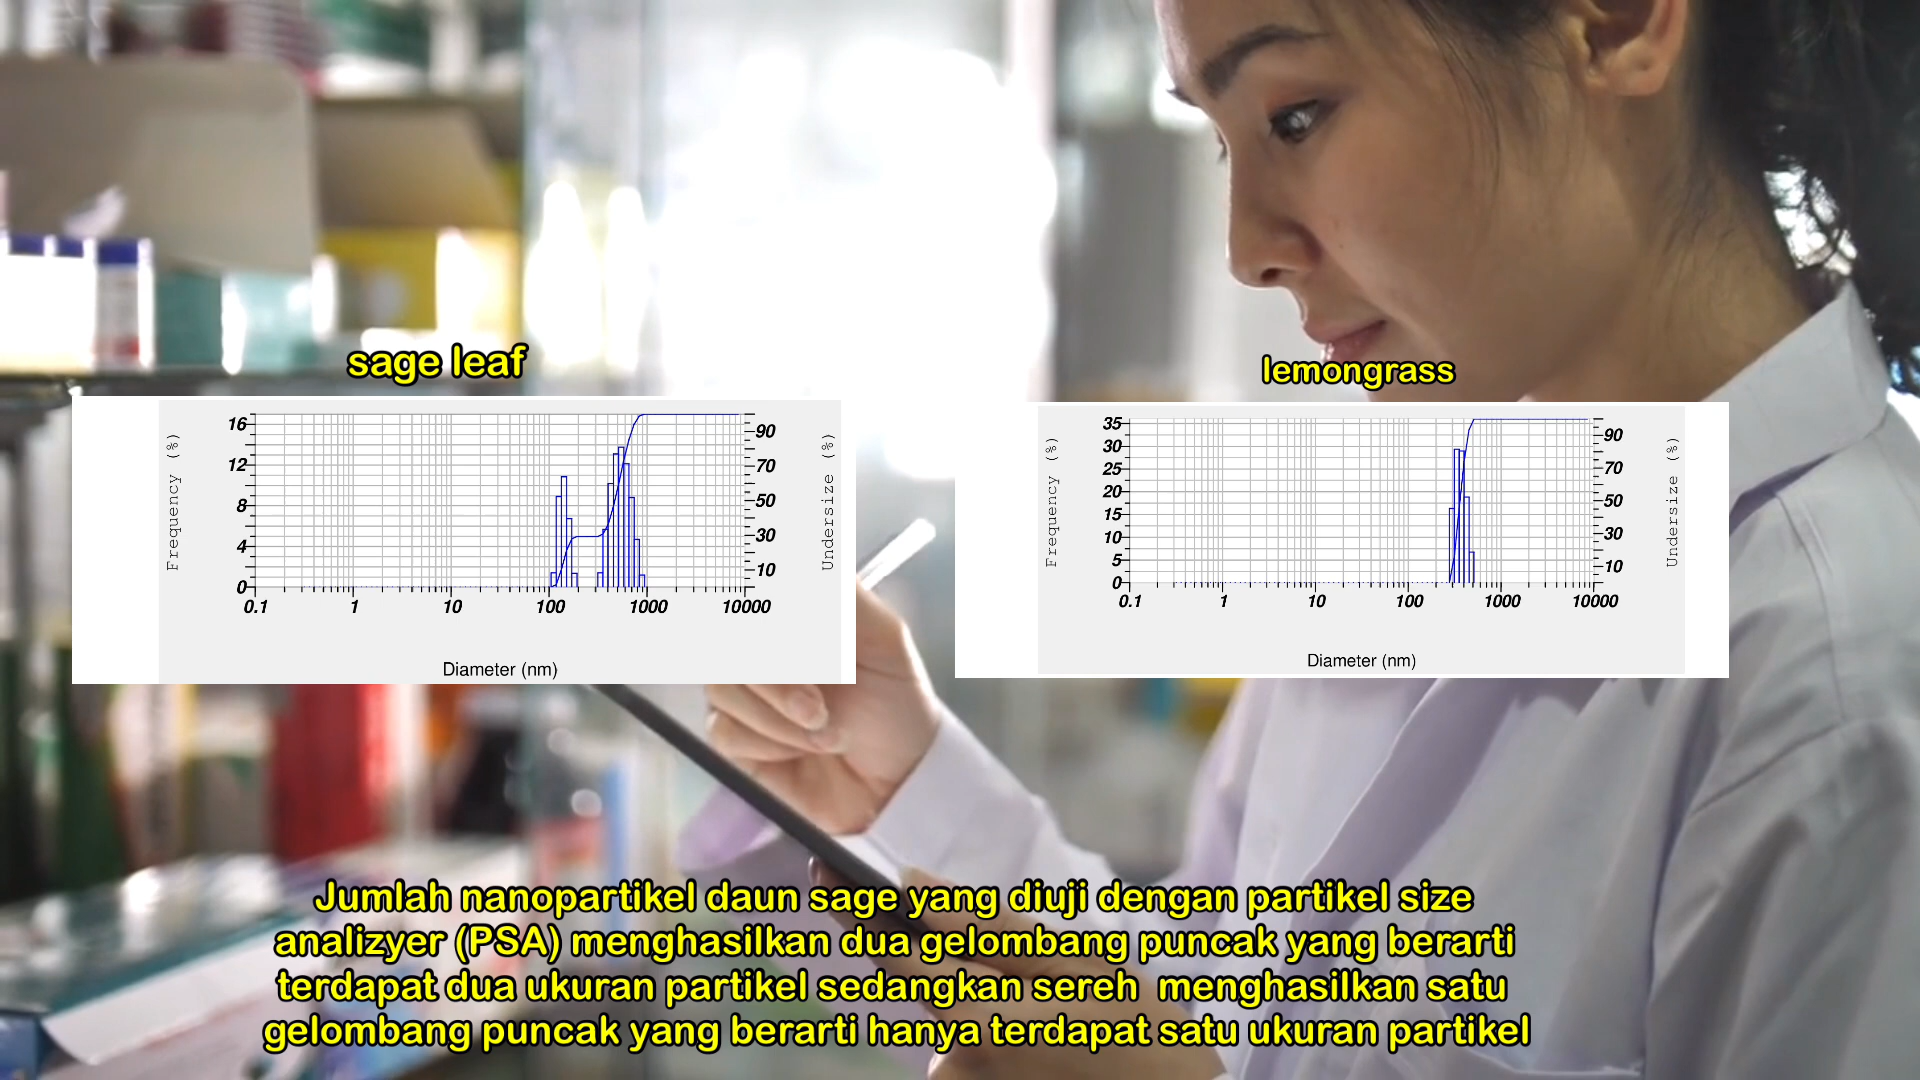 sage leaf
Frequency (%)
16
12
8
4
0
90
70
50
30
10
Undersize (%)
0.1 1 10 100 1000 10000
Diameter (nm)
lemongrass
Frequency (%)
35
30
25
20
15
10
5
0
90
70
50
30
10
Undersize (%)
0.1 1 10 100 1000 10000
Diameter (nm)
Jumlah nanopartikel daun sage yang diuji dengan partikel size
analizyer (PSA) menghasilkan dua gelombang puncak yang berarti
terdapat dua ukuran partikel sedangkan sereh menghasilkan satu
gelombang puncak yang berarti hanya terdapat satu ukuran partikel